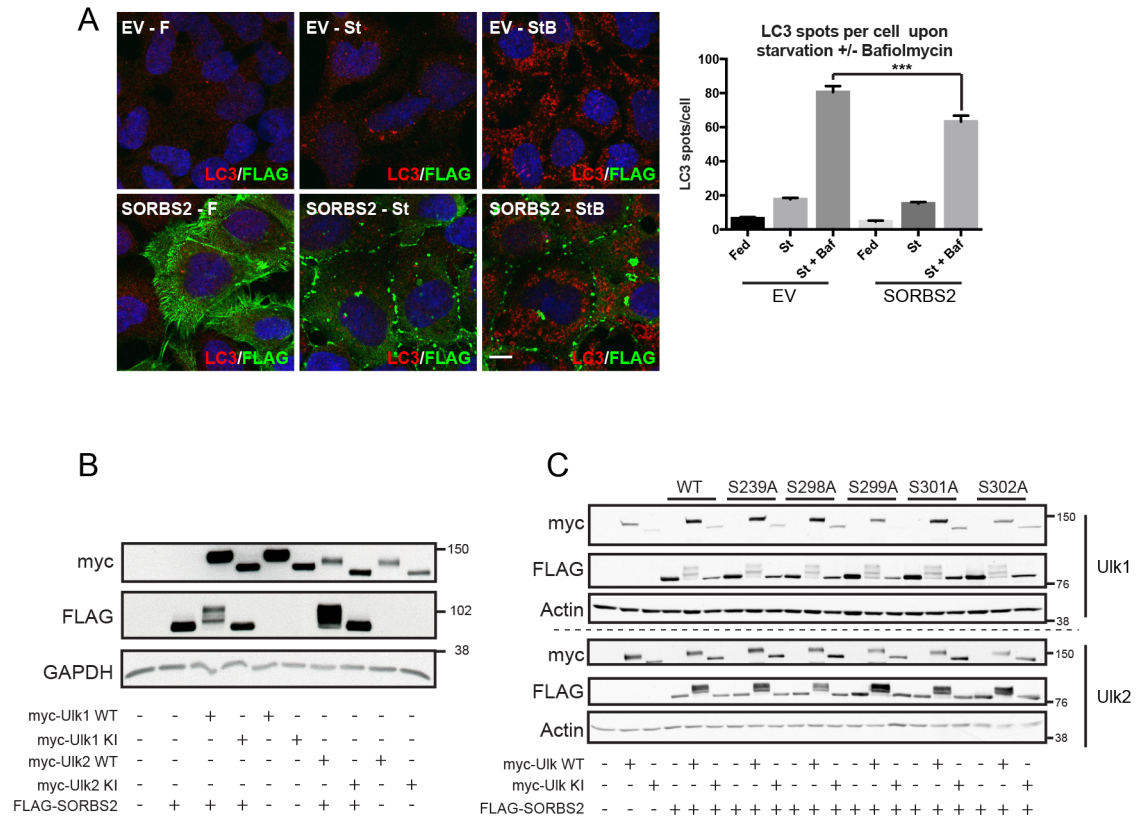 A
EV - F
EV - St
EV - StB
LC3/FLAG
LC3/FLAG
LC3/FLAG
SORBS2 - F
SORBS2 - St
SORBS2 - StB
LC3/FLAG
LC3/FLAG
LC3/FLAG
LC3 spots per cell upon
starvation +/- Bafiolmycin
***
LC3 spots/cell
100
80
60
40
20
0
Fed
St
St + Baf
Fed
St
St + Baf
EV
SORBS2
B
myc
150
FLAG
102
38
GAPDH
myc-Ulk1 WT - - + - + - - - - -
myc-Ulk1 KI - - - + - + - - - -
myc-Ulk2 WT - - - - - - + - + -
myc-Ulk2 KI - - - - - - - + - +
FLAG-SORBS2 - + + + - - + + - -
C
WT S239A S298A S299A S301A S302A
myc
150
FLAG
76
Actin
38
Ulk1
myc
150
FLAG
76
Actin
38
Ulk2
myc-Ulk WT - + - - + - - + - - + - - + - - + - - + -
myc-Ulk KI - - + - - + - - + - - + - - + - - + - - +
FLAG-SORBS2 - - - + + + + + + + + + + + + + + + + + +